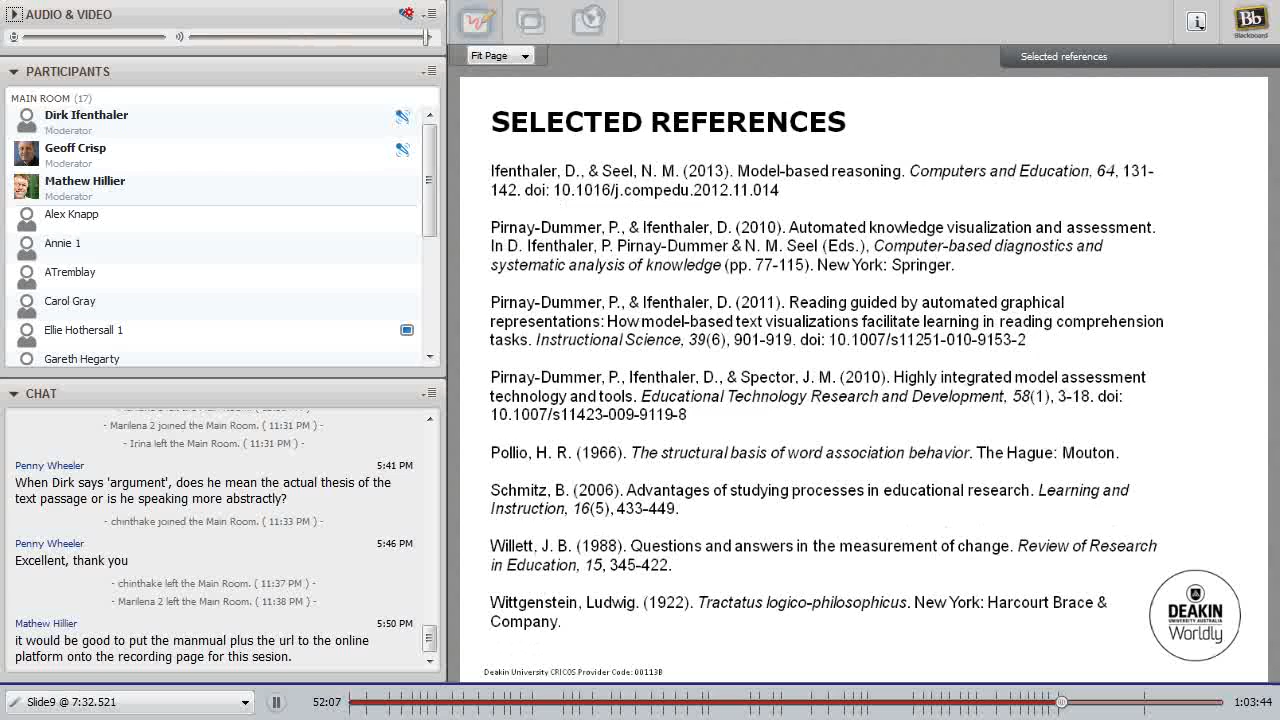 AUDIO & VIDEO
PARTICIPANTS
MAIN ROOM (17)
Dirk Ifenthaler
Moderator
Geoff Crisp
Moderator
Mathew Hillier
Moderator
Alex Knapp
Annie 1
ATremblay
Carol Gray
Ellie Hothersall 1
Gareth Hegarty
CHAT
- Marilena 2 joined the Main Room. ( 11:31 PM ) -
- Irina left the Main Room. ( 11:31 PM ) -
Penny Wheeler 5:41 PM
When Dirk says 'argument', does he mean the actual thesis of the
text passage or is he speaking more abstractly?
- chinthake joined the Main Room. ( 11:33 PM ) -
Penny Wheeler 5:46 PM
Excellent, thank you
- chinthake left the Main Room. ( 11:37 PM ) -
- Marilena 2 left the Main Room. ( 11:38 PM ) -
Mathew Hillier 5:50 PM
it would be good to put the manmual plus the url to the online
platform onto the recording page for this sesion.
Slide9 @ 7:32.521
52:07
1:03:44
Bb
Blackboard
Fit Page
Selected references
SELECTED REFERENCES
Ifenthaler, D., & Seel, N. M. (2013). Model-based reasoning. Computers and Education, 64, 131-
142. doi: 10.1016/j.compedu.2012.11.014
Pirnay-Dummer, P., & Ifenthaler, D. (2010). Automated knowledge visualization and assessment.
In D. Ifenthaler, P. Pirnay-Dummer & N. M. Seel (Eds.), Computer-based diagnostics and
systematic analysis of knowledge (pp. 77-115). New York: Springer.
Pirnay-Dummer, P., & Ifenthaler, D. (2011). Reading guided by automated graphical
representations: How model-based text visualizations facilitate learning in reading comprehension
tasks. Instructional Science, 39(6), 901-919. doi: 10.1007/s11251-010-9153-2
Pirnay-Dummer, P., Ifenthaler, D., & Spector, J. M. (2010). Highly integrated model assessment
technology and tools. Educational Technology Research and Development, 58(1), 3-18. doi:
10.1007/s11423-009-9119-8
Pollio, H. R. (1966). The structural basis of word association behavior. The Hague: Mouton.
Schmitz, B. (2006). Advantages of studying processes in educational research. Learning and
Instruction, 16(5), 433-449.
Willett, J. B. (1988). Questions and answers in the measurement of change. Review of Research
in Education, 15, 345-422.
Wittgenstein, Ludwig. (1922). Tractatus logico-philosophicus. New York: Harcourt Brace &
Company.
DEAKIN
UNIVERSITY AUSTRALIA
Worldly
Deakin University CRICOS Provider Code: 00113B